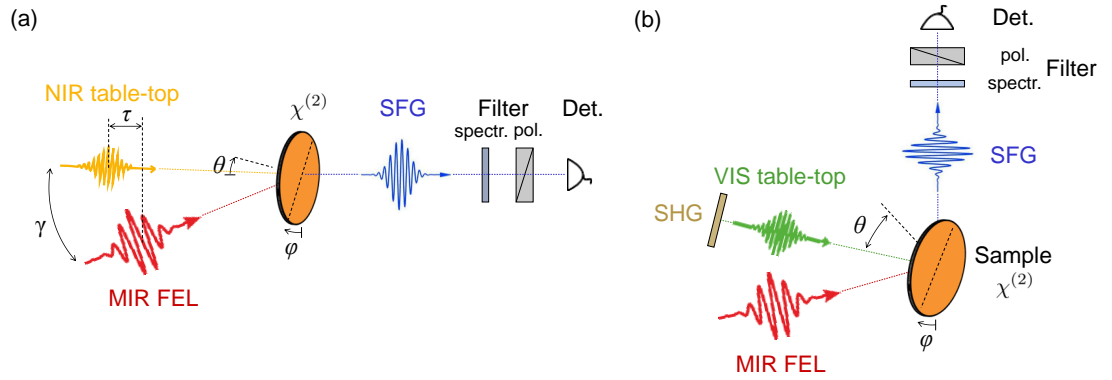 (a)
NIR table-top
τ
γ
MIR FEL
θ
χ(2)
φ
SFG
Filter
spectr. pol.
Det.
(b)
Det.
pol.
spectr.
Filter
SFG
VIS table-top
SHG
θ
Sample
χ(2)
φ
MIR FEL